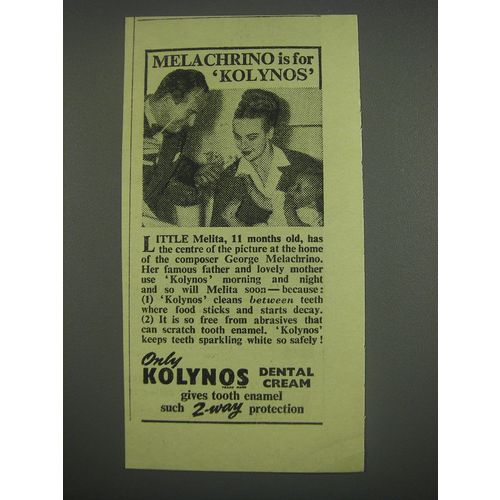 MELACHRINO is for
'KOLYNOS'
LITTLE Melita, 11 months old, has
the centre of the picture at the home
of the composer George Melachrino.
Her famous father and lovely mother
use 'Kolynos' morning and night
and so will Melita soon—because:
(1) 'Kolynos' cleans between teeth
where food sticks and starts decay.
(2) It is so free from abrasives that
can scratch tooth enamel. 'Kolynos'
keeps teeth sparkling white so safely!
Only
KOLYNOS DENTAL
CREAM
TRADE MARK
gives tooth enamel
such 2-way protection